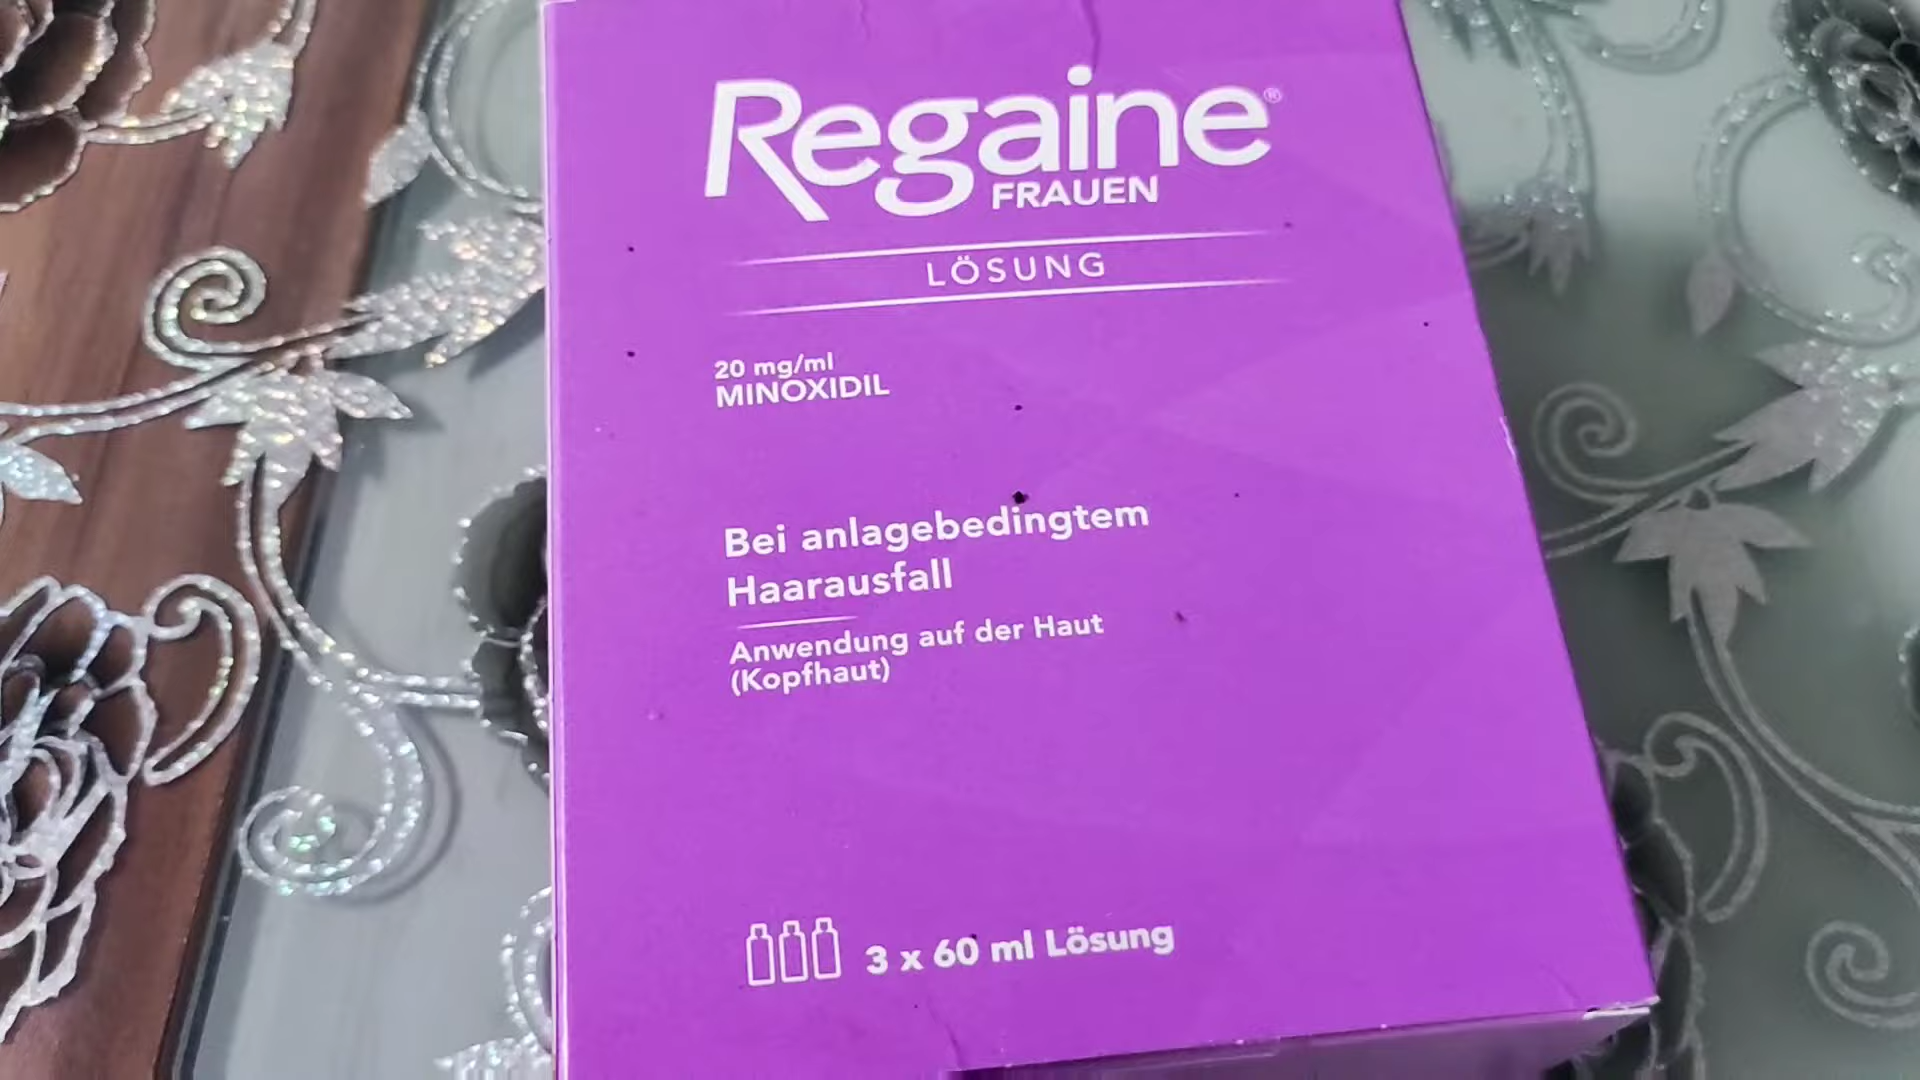 Regaine®
FRAUEN
LÖSUNG
20 mg/ml
MINOXIDIL
Bei anlagebedingtem
Haarausfall
Anwendung auf der Haut
(Kopfhaut)
3 x 60 ml Lösung